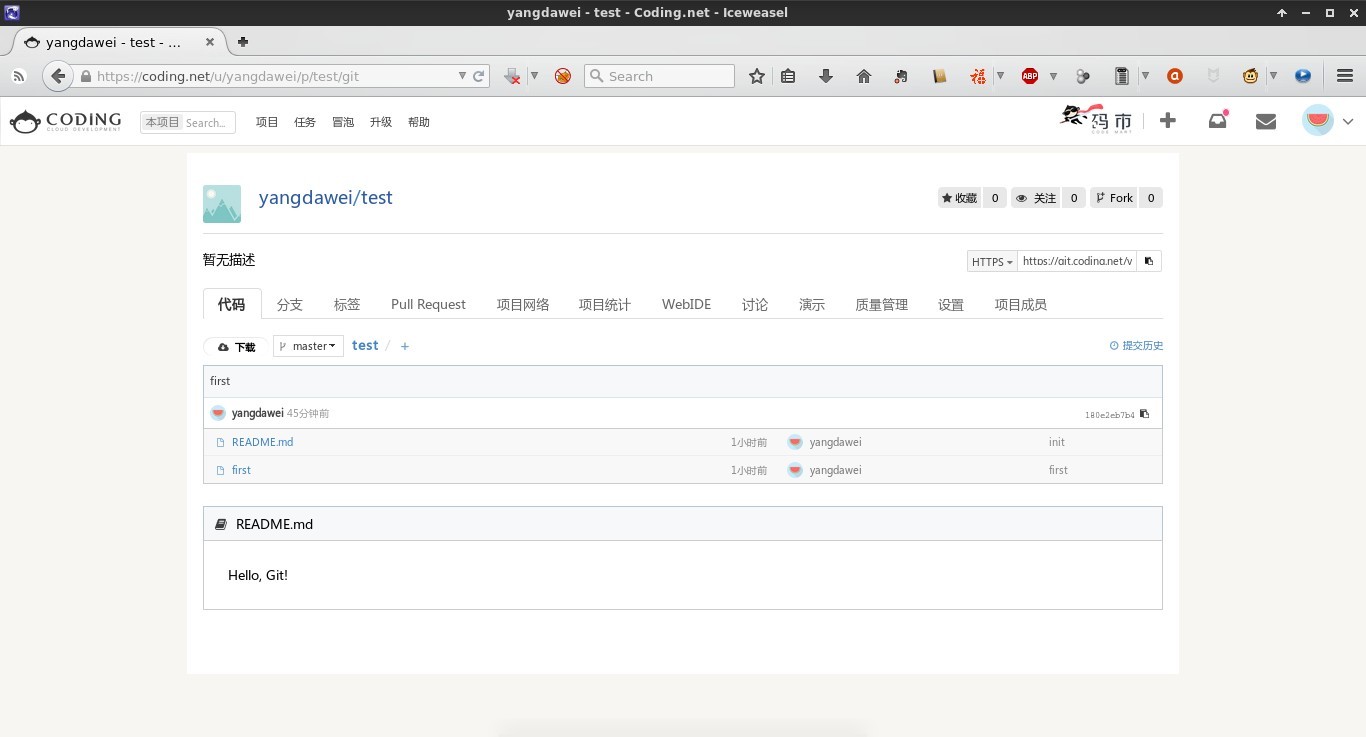 yangdawei - test - Coding.net - Iceweasel
yangdawei - test - ...
https://coding.net/u/yangdawei/p/test/git
Search
ABP
CODING
CLOUD DEVELOPMENT
本项目 Search...
项目 任务 冒泡 升级 帮助
码市
CODE MART
yangdawei/test
收藏 0 关注 0 Fork 0
暂无描述
HTTPS https://git.coding.net/y
代码 分支 标签 Pull Request 项目网络 项目统计 WebIDE 讨论 演示 质量管理 设置 项目成员
下载 master test / +
提交历史
first
yangdawei 45分钟前 180e2eb7b4
README.md 1小时前 yangdawei init
first 1小时前 yangdawei first
README.md
Hello, Git!